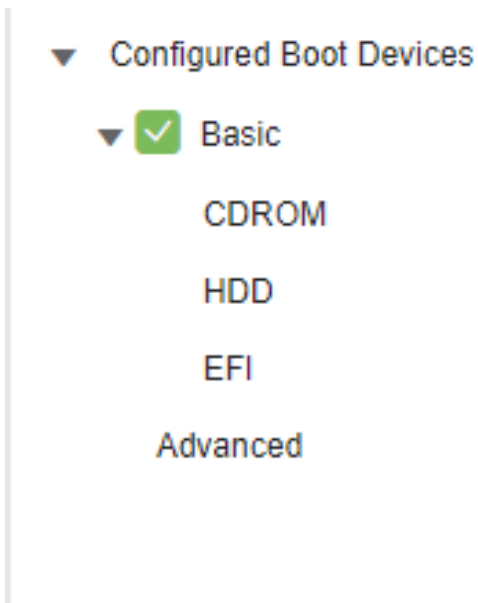 Configured Boot Devices
Basic
CDROM
HDD
EFI
Advanced